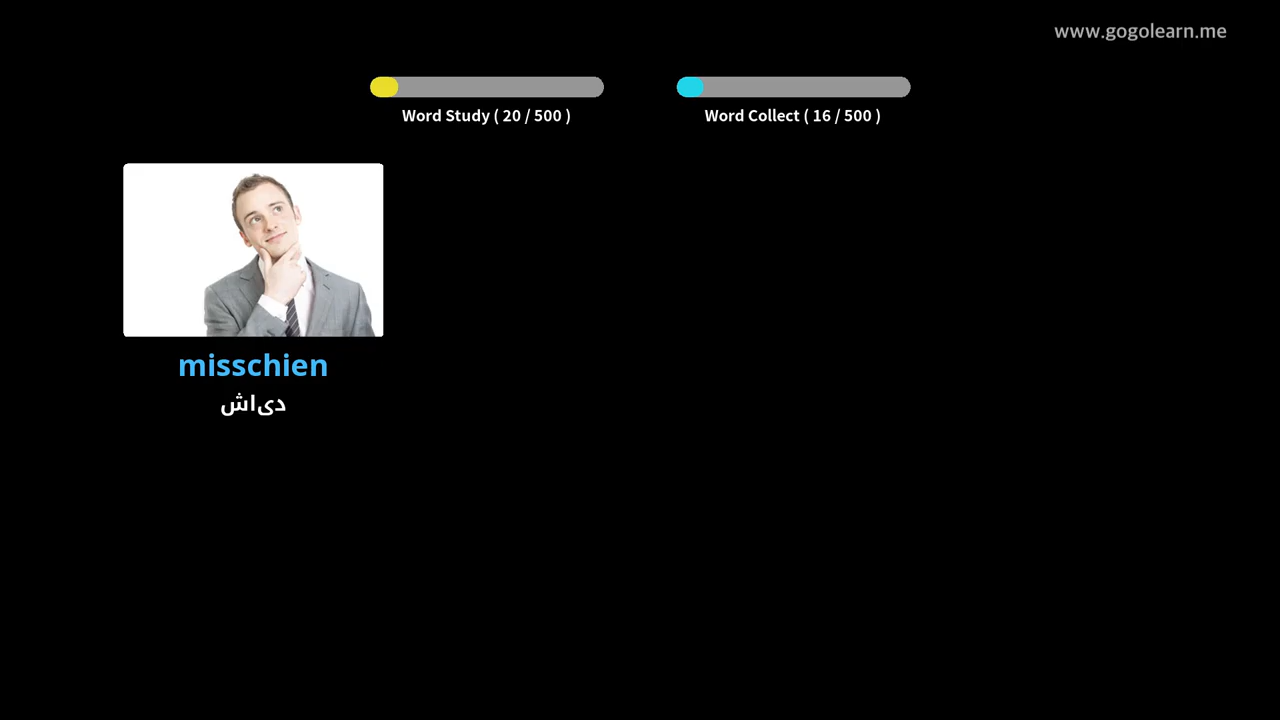 www.gogolearn.me
Word Study ( 20 / 500 )
Word Collect ( 16 / 500 )
misschien
دی‌اش